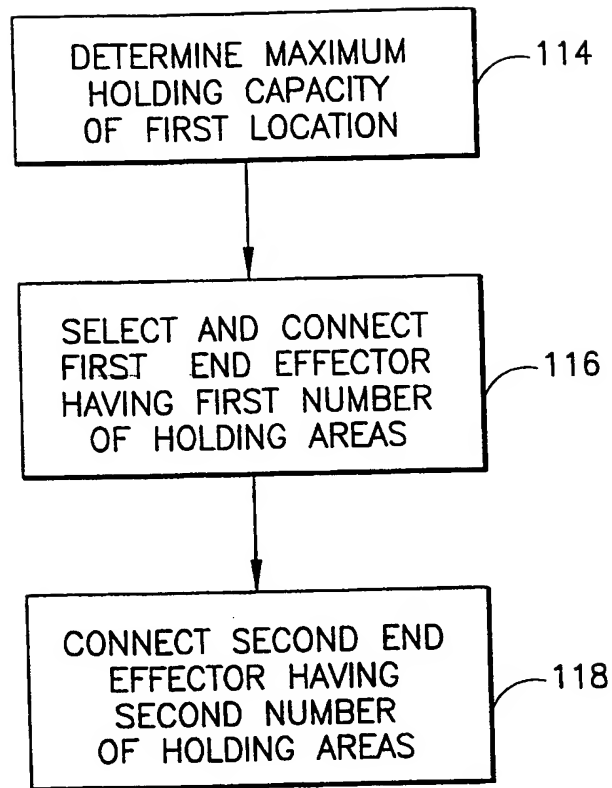 DETERMINE MAXIMUM
HOLDING CAPACITY
OF FIRST LOCATION
114
SELECT AND CONNECT
FIRST END EFFECTOR
HAVING FIRST NUMBER
OF HOLDING AREAS
116
CONNECT SECOND END
EFFECTOR HAVING
SECOND NUMBER
OF HOLDING AREAS
118